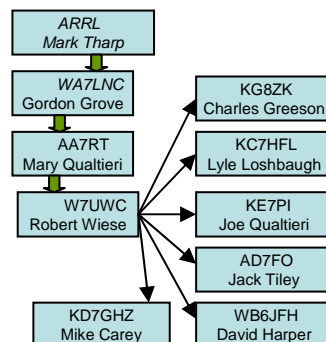 ARRL
Mark Tharp
WA7LNC
Gordon Grove
AA7RT
Mary Qualtieri
W7UWC
Robert Wiese
KG8ZK
Charles Greeson
KC7HFL
Lyle Loshbaugh
KE7PI
Joe Qualtieri
AD7FO
Jack Tiley
KD7GHZ
Mike Carey
WB6JFH
David Harper